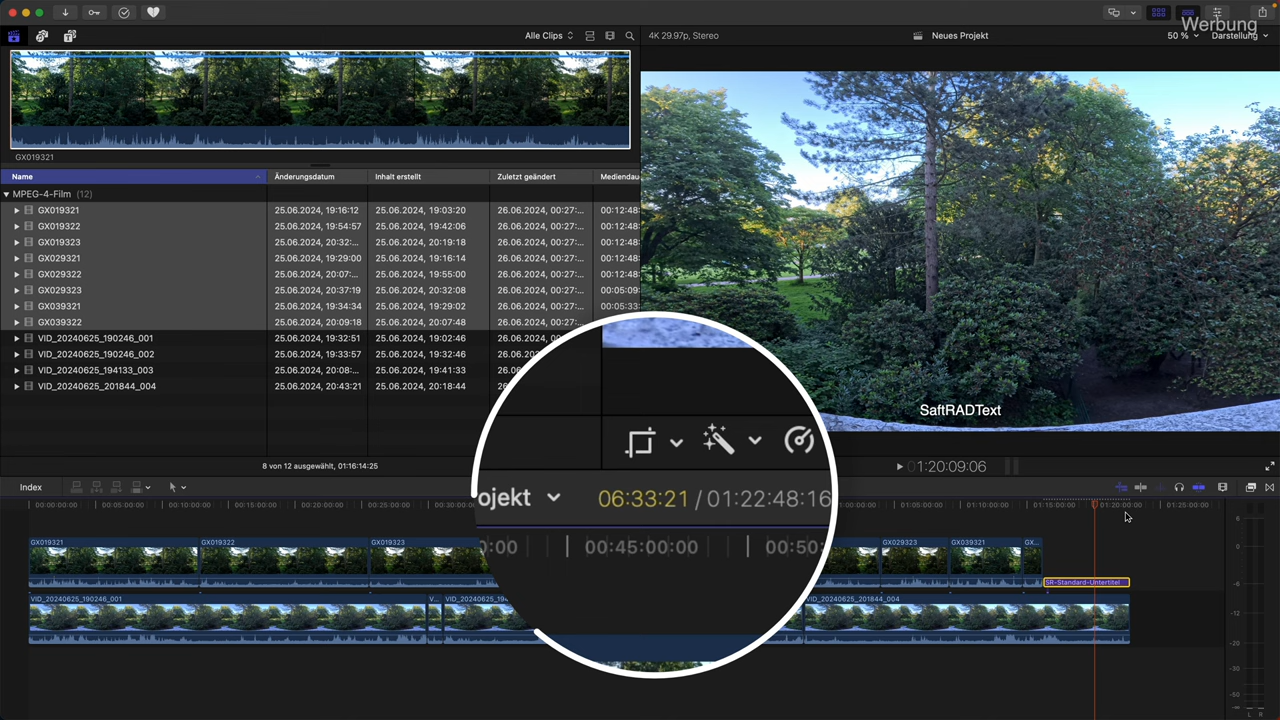 Werbung
Alle Clips
4K 29.97p, Stereo
Neues Projekt
50 %
Darstellung
GX019321
Name
Änderungsdatum
Inhalt erstellt
Zuletzt geändert
Mediendau
MPEG-4-Film (12)
GX019321 25.06.2024, 19:16:12 25.06.2024, 19:03:20 26.06.2024, 00:27:... 00:12:48:
GX019322 25.06.2024, 19:54:57 25.06.2024, 19:42:06 26.06.2024, 00:27:... 00:12:48:
GX019323 25.06.2024, 20:32:... 25.06.2024, 20:19:18 26.06.2024, 00:27:... 00:12:48:
GX029321 25.06.2024, 19:29:00 25.06.2024, 19:16:14 26.06.2024, 00:27:... 00:12:48:
GX029322 25.06.2024, 20:07:... 25.06.2024, 19:55:00 26.06.2024, 00:27:... 00:12:48:
GX029323 25.06.2024, 20:37:19 25.06.2024, 20:32:08 26.06.2024, 00:27:... 00:05:09:
GX039321 25.06.2024, 19:34:34 25.06.2024, 19:29:02 26.06.2024, 00:27:... 00:05:33:
GX039322 25.06.2024, 20:09:18 25.06.2024, 20:07:48 26.06.2024, 00:27:...
VID_20240625_190246_001 25.06.2024, 19:32:51 25.06.2024, 19:02:46
VID_20240625_190246_002 25.06.2024, 19:33:57 25.06.2024, 19:32:46
VID_20240625_194133_003 25.06.2024, 20:08:... 25.06.2024, 19:41:33
VID_20240625_201844_004 25.06.2024, 20:43:21 25.06.2024, 20:18:44
SaftRADText
8 von 12 ausgewählt, 01:16:14:25
01:20:09:06
Index
ojekt
06:33:21 / 01:22:48:16
00:45:00:00
00:50:
00:00:00:00 00:05:00:00 00:10:00:00 00:15:00:00 00:20:00:00 00:25:00:00 00:30:00:00
01:05:00:00 01:10:00:00 01:15:00:00 01:20:00:00 01:25:00:00
GX019321 GX019322 GX019323
GX029323 GX039321 GX...
SR-Standard-Untertitel
VID_20240625_190246_001 V...
VID_20240625_201844_004
6
0
-6
-12
-20
-30
-50
L R